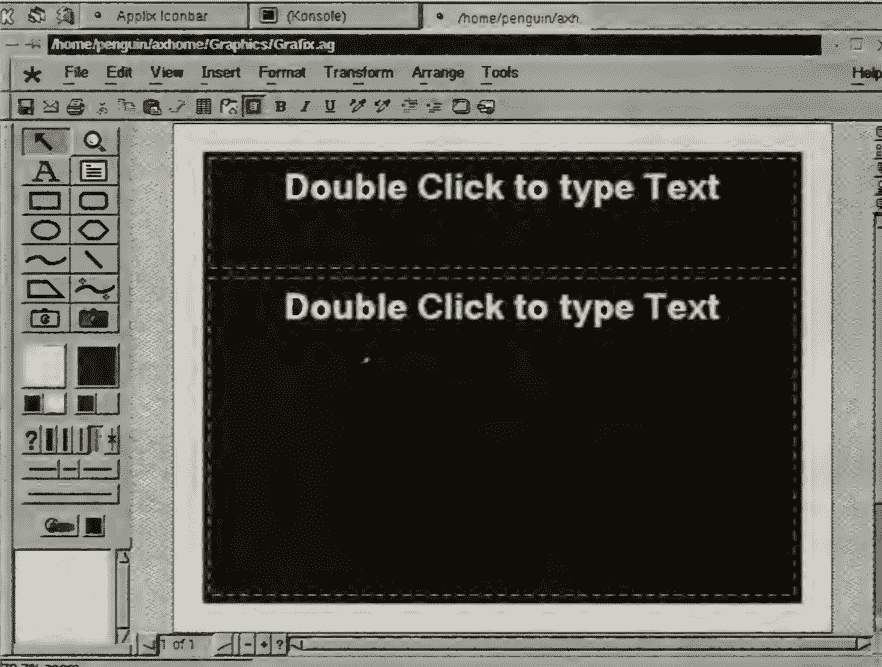 Applix Iconbar (Konsole) /home/penguin/axh.
/home/penguin/axhome/Graphics/Grafix.ag
File Edit View Insert Format Transform Arrange Tools Help
B I U
A
Double Click to type Text
Double Click to type Text
?
1 of 1 - + ?